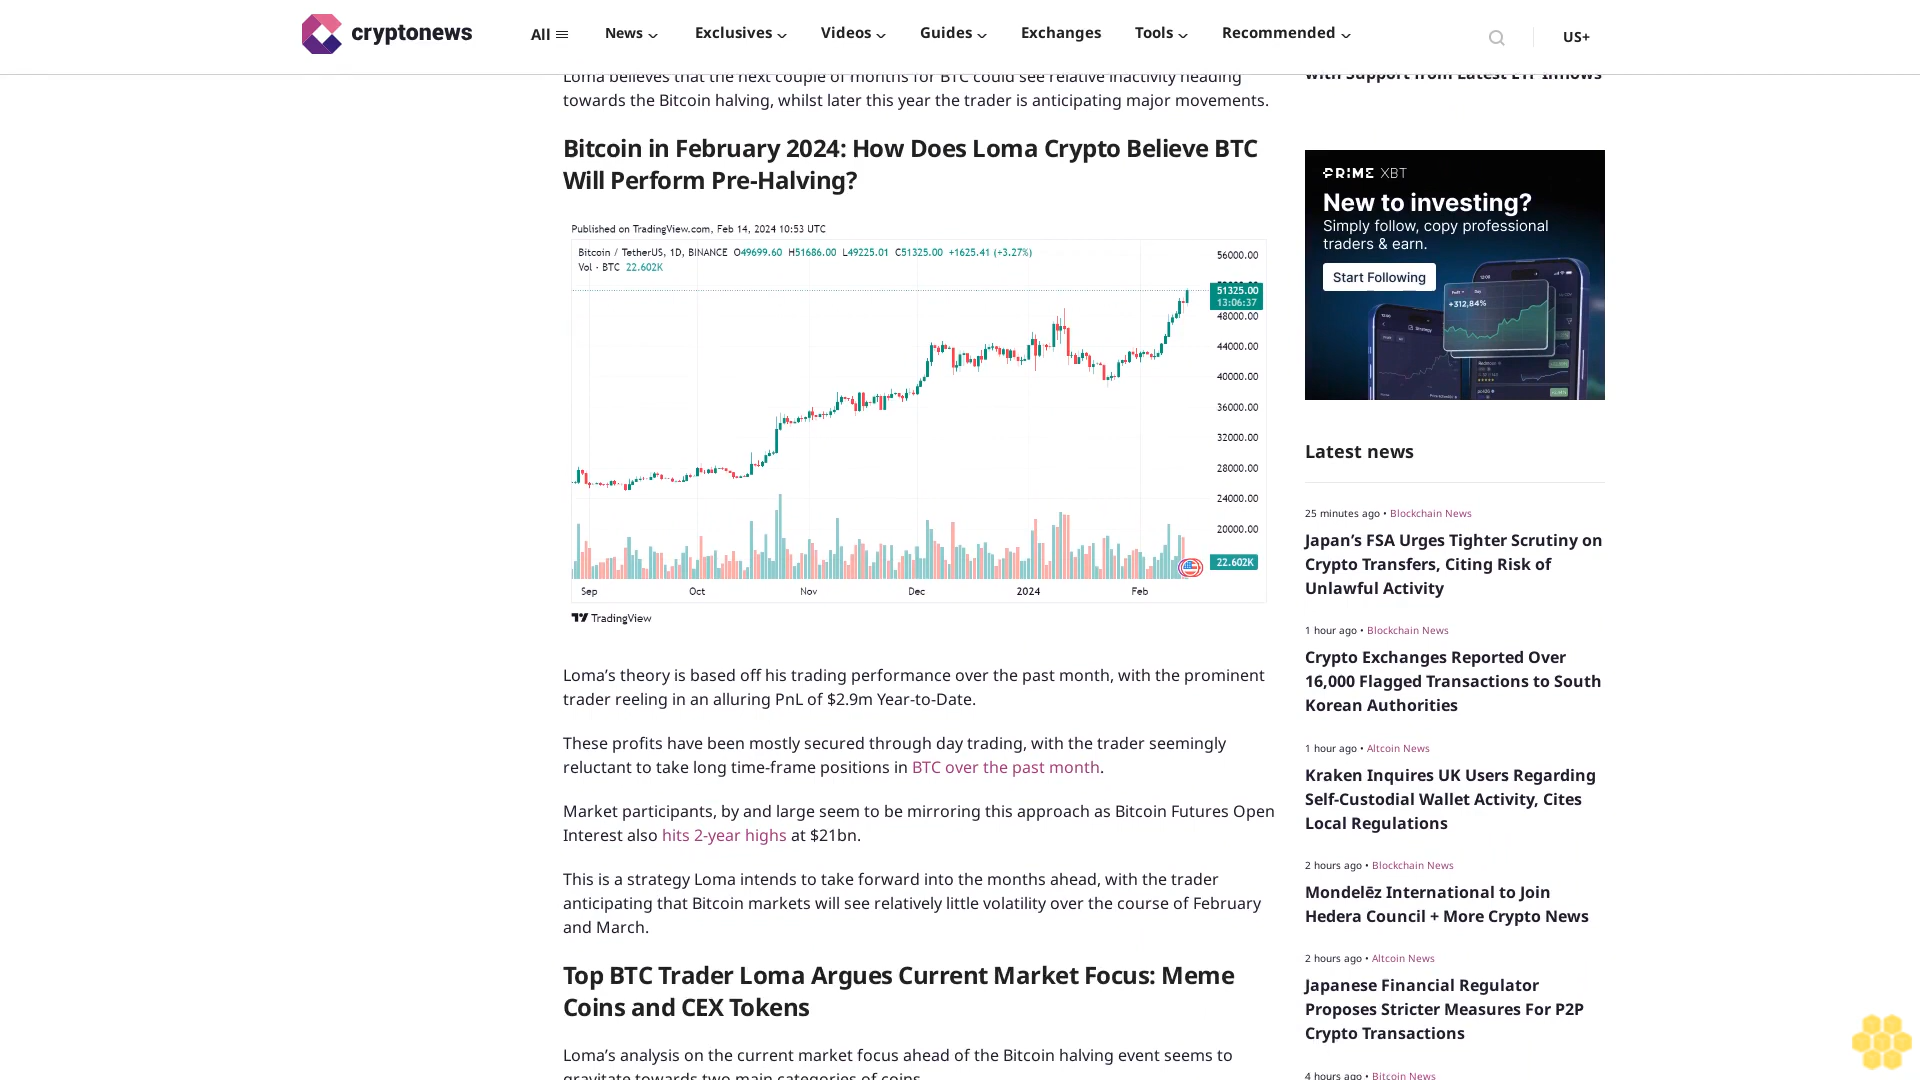 cryptonews
All
News
Exclusives
Videos
Guides
Exchanges
Tools
Recommended
US+
Loma believes that the next couple of months for BTC could see relative inactivity heading
towards the Bitcoin halving, whilst later this year the trader is anticipating major movements.
Bitcoin in February 2024: How Does Loma Crypto Believe BTC
Will Perform Pre-Halving?
Published on TradingView.com, Feb 14, 2024 10:53 UTC
Bitcoin / TetherUS, 1D, BINANCE O49699.60 H51686.00 L49225.01 C51325.00 +1625.41 (+3.27%)
Vol · BTC 22.602K
56000.00
51325.00
13:06:37
48000.00
44000.00
40000.00
36000.00
32000.00
28000.00
24000.00
20000.00
22.602K
Sep Oct Nov Dec 2024 Feb
TradingView
Loma’s theory is based off his trading performance over the past month, with the prominent
trader reeling in an alluring PnL of $2.9m Year-to-Date.
These profits have been mostly secured through day trading, with the trader seemingly
reluctant to take long time-frame positions in BTC over the past month.
Market participants, by and large seem to be mirroring this approach as Bitcoin Futures Open
Interest also hits 2-year highs at $21bn.
This is a strategy Loma intends to take forward into the months ahead, with the trader
anticipating that Bitcoin markets will see relatively little volatility over the course of February
and March.
Top BTC Trader Loma Argues Current Market Focus: Meme
Coins and CEX Tokens
Loma’s analysis on the current market focus ahead of the Bitcoin halving event seems to
gravitate towards two main categories of coins.
with Support from Latest ETF Inflows
PRIME XBT
New to investing?
Simply follow, copy professional
traders & earn.
Start Following
+312,84%
Latest news
25 minutes ago • Blockchain News
Japan’s FSA Urges Tighter Scrutiny on
Crypto Transfers, Citing Risk of
Unlawful Activity
1 hour ago • Blockchain News
Crypto Exchanges Reported Over
16,000 Flagged Transactions to South
Korean Authorities
1 hour ago • Altcoin News
Kraken Inquires UK Users Regarding
Self-Custodial Wallet Activity, Cites
Local Regulations
2 hours ago • Blockchain News
Mondelēz International to Join
Hedera Council + More Crypto News
2 hours ago • Altcoin News
Japanese Financial Regulator
Proposes Stricter Measures For P2P
Crypto Transactions
4 hours ago • Bitcoin News